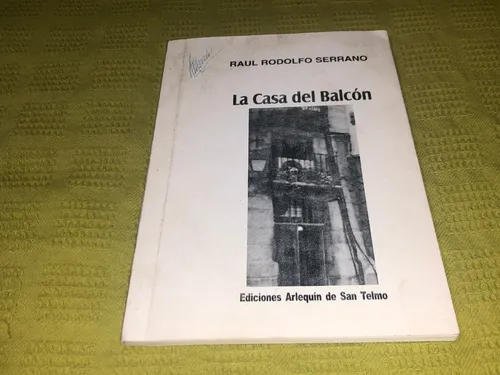 RAUL RODOLFO SERRANO
La Casa del Balcón
Ediciones Arlequín de San Telmo